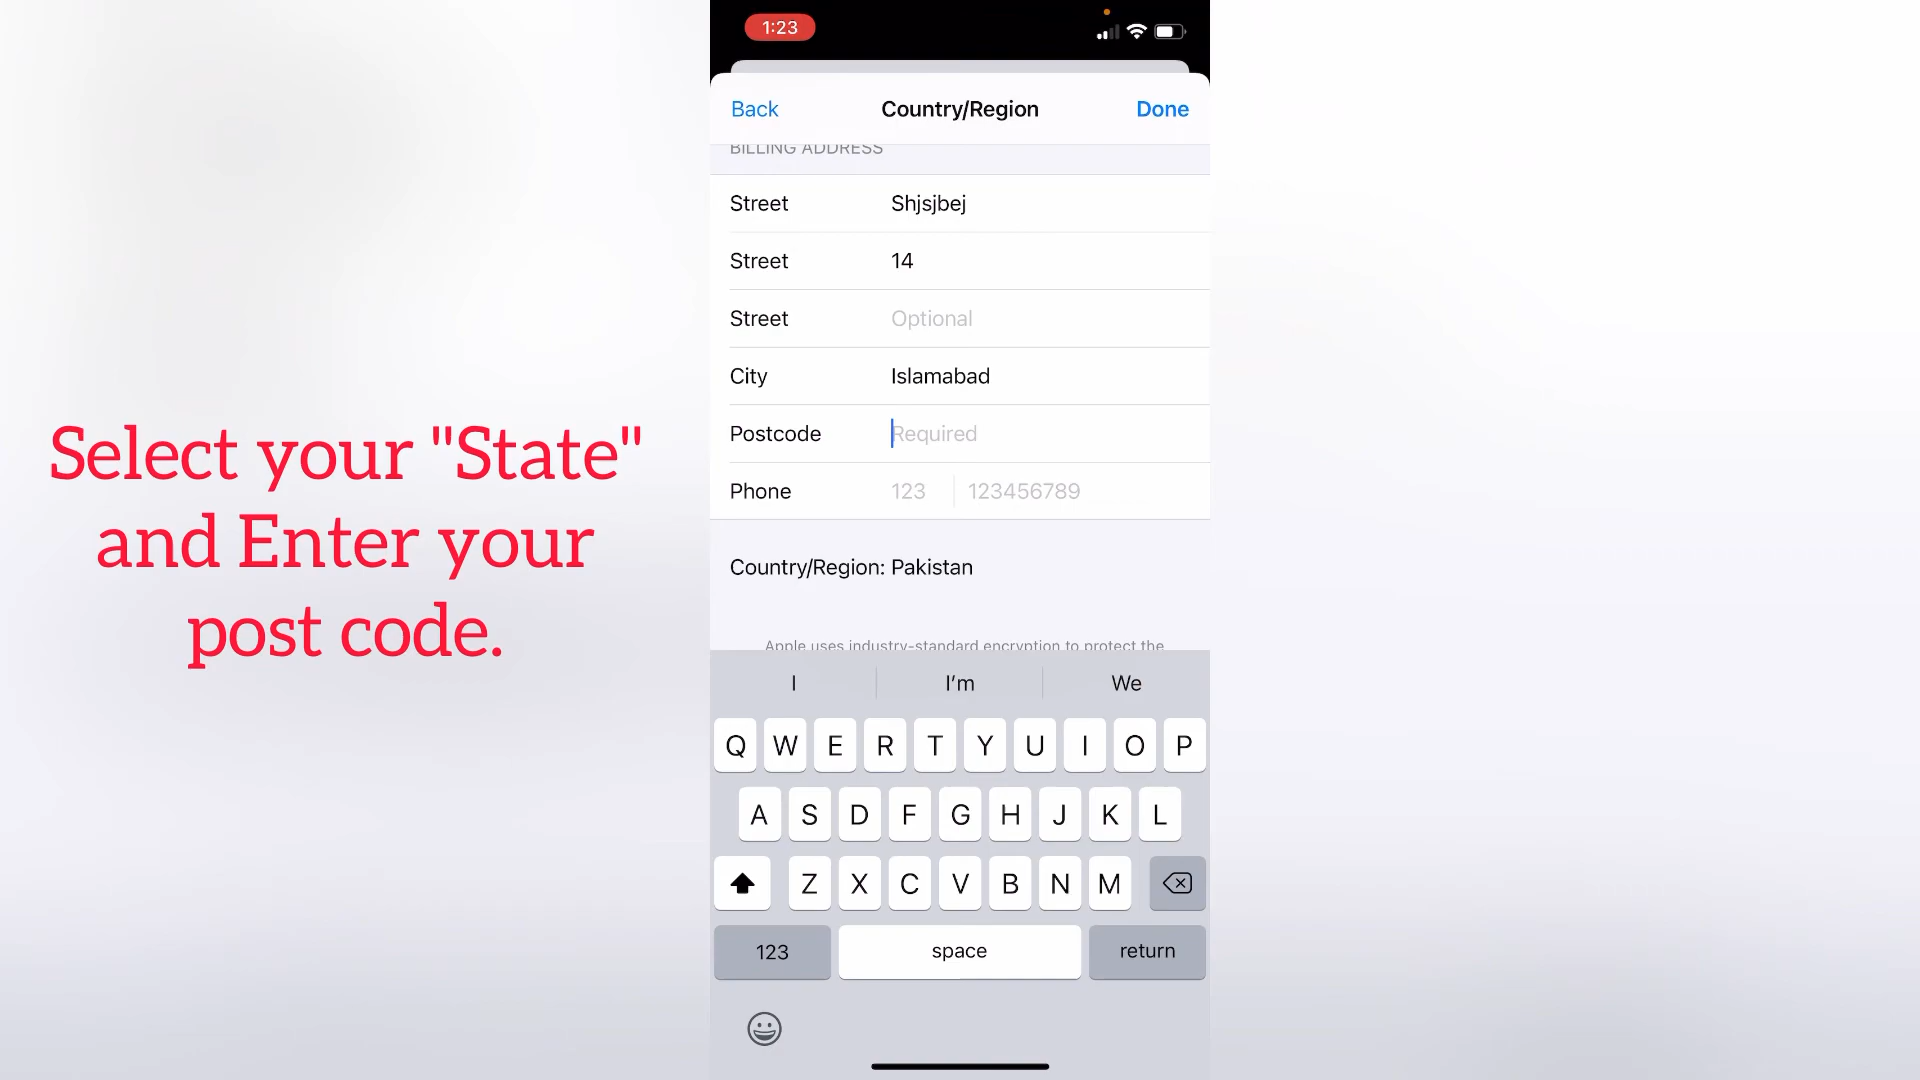 Select your "State"
and Enter your
post code.
1:23
Back Country/Region Done
BILLING ADDRESS
Street Shjsjbej
Street 14
Street Optional
City Islamabad
Postcode Required
Phone 123 123456789
Country/Region: Pakistan
Apple uses industry-standard encryption to protect the
I I'm We
Q W E R T Y U I O P
A S D F G H J K L
Z X C V B N M
123 space return